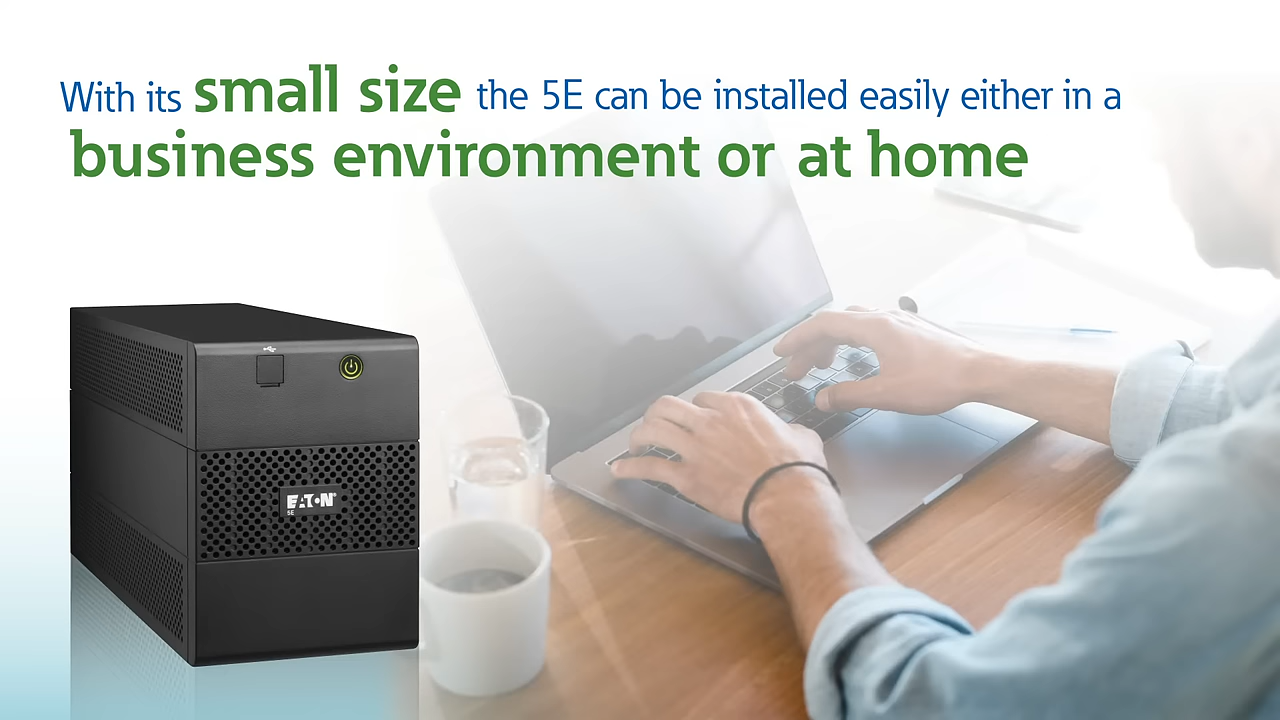 With its small size the 5E can be installed easily either in a
business environment or at home
EATON
5E